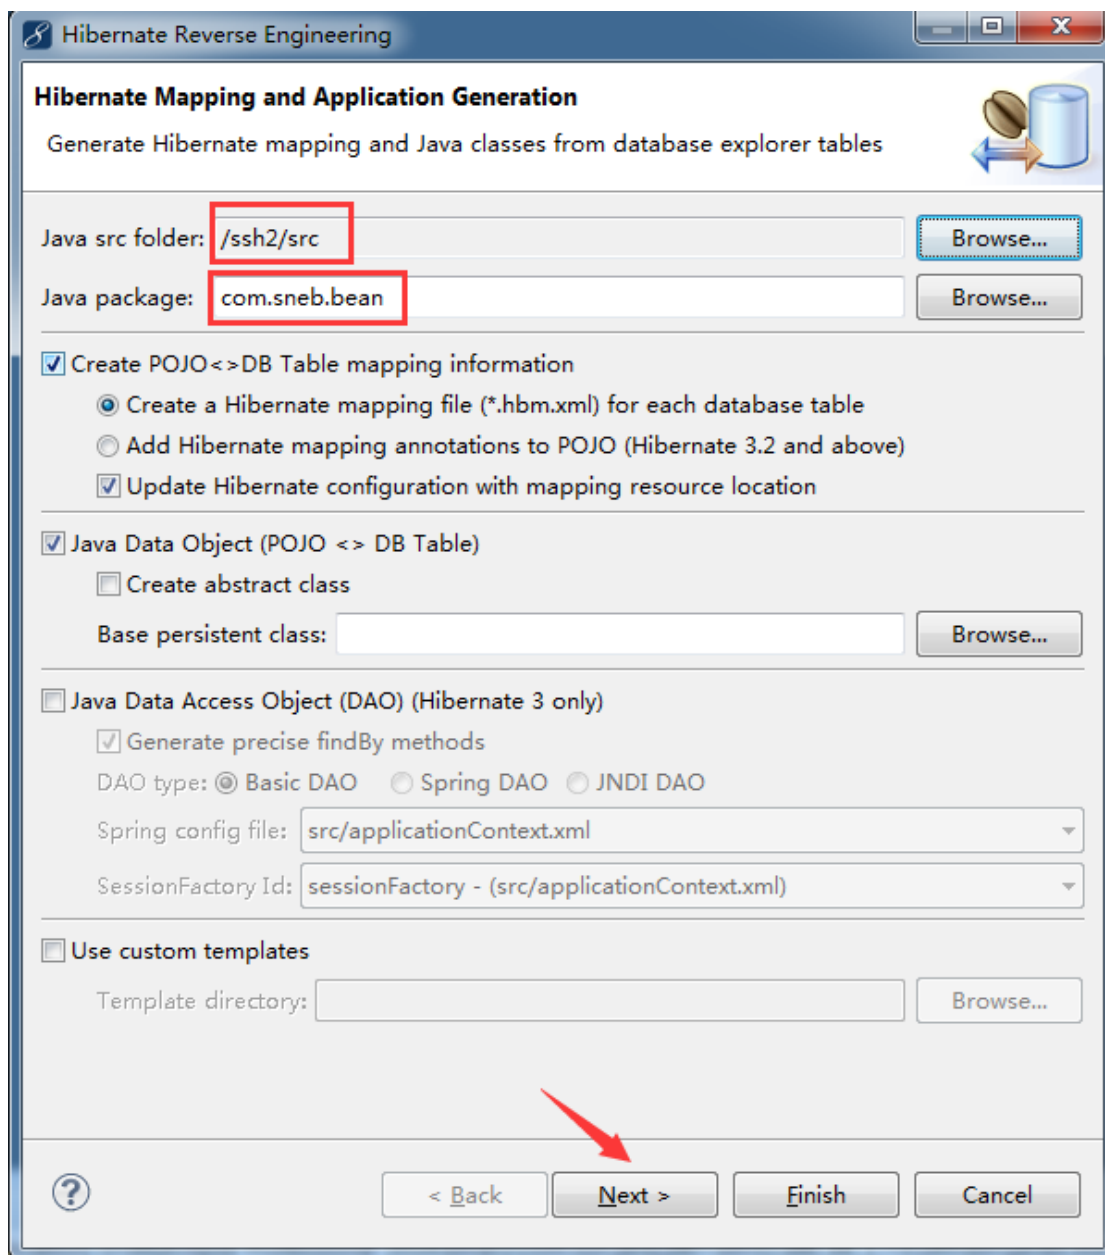 Hibernate Reverse Engineering
Hibernate Mapping and Application Generation
Generate Hibernate mapping and Java classes from database explorer tables
Java src folder: /ssh2/src Browse...
Java package: com.sneb.bean Browse...
Create POJO<>DB Table mapping information
Create a Hibernate mapping file (*.hbm.xml) for each database table
Add Hibernate mapping annotations to POJO (Hibernate 3.2 and above)
Update Hibernate configuration with mapping resource location
Java Data Object (POJO <> DB Table)
Create abstract class
Base persistent class: Browse...
Java Data Access Object (DAO) (Hibernate 3 only)
Generate precise findBy methods
DAO type: Basic DAO Spring DAO JNDI DAO
Spring config file: src/applicationContext.xml
SessionFactory Id: sessionFactory - (src/applicationContext.xml)
Use custom templates
Template directory: Browse...
< Back Next > Finish Cancel